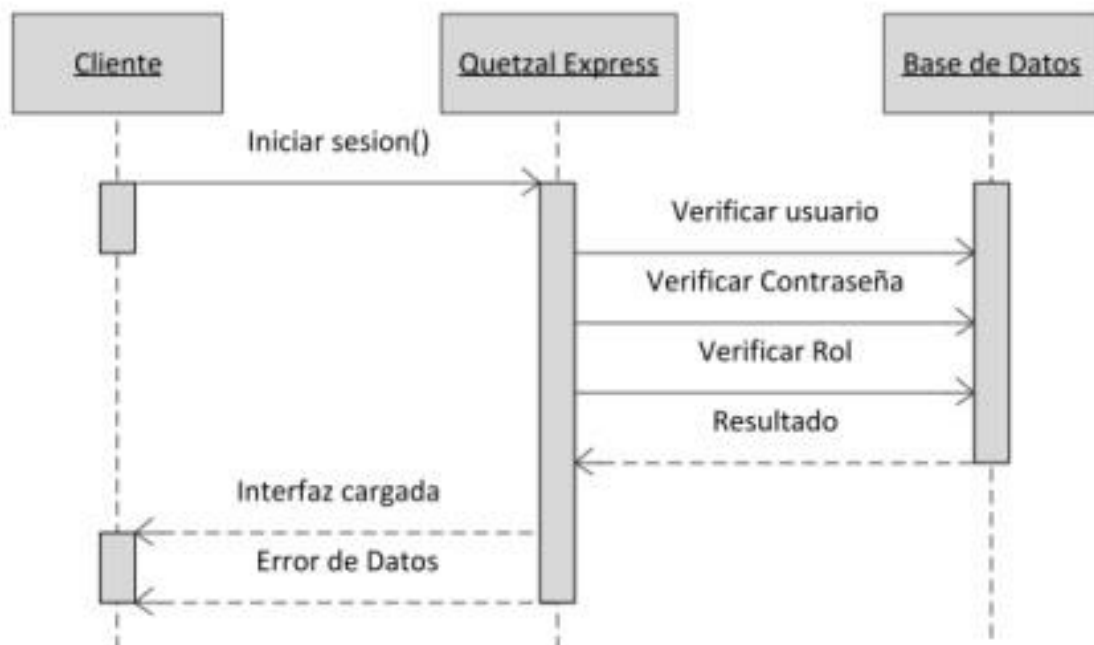 Cliente
Quetzal Express
Base de Datos
Iniciar sesion()
Verificar usuario
Verificar Contraseña
Verificar Rol
Resultado
Interfaz cargada
Error de Datos